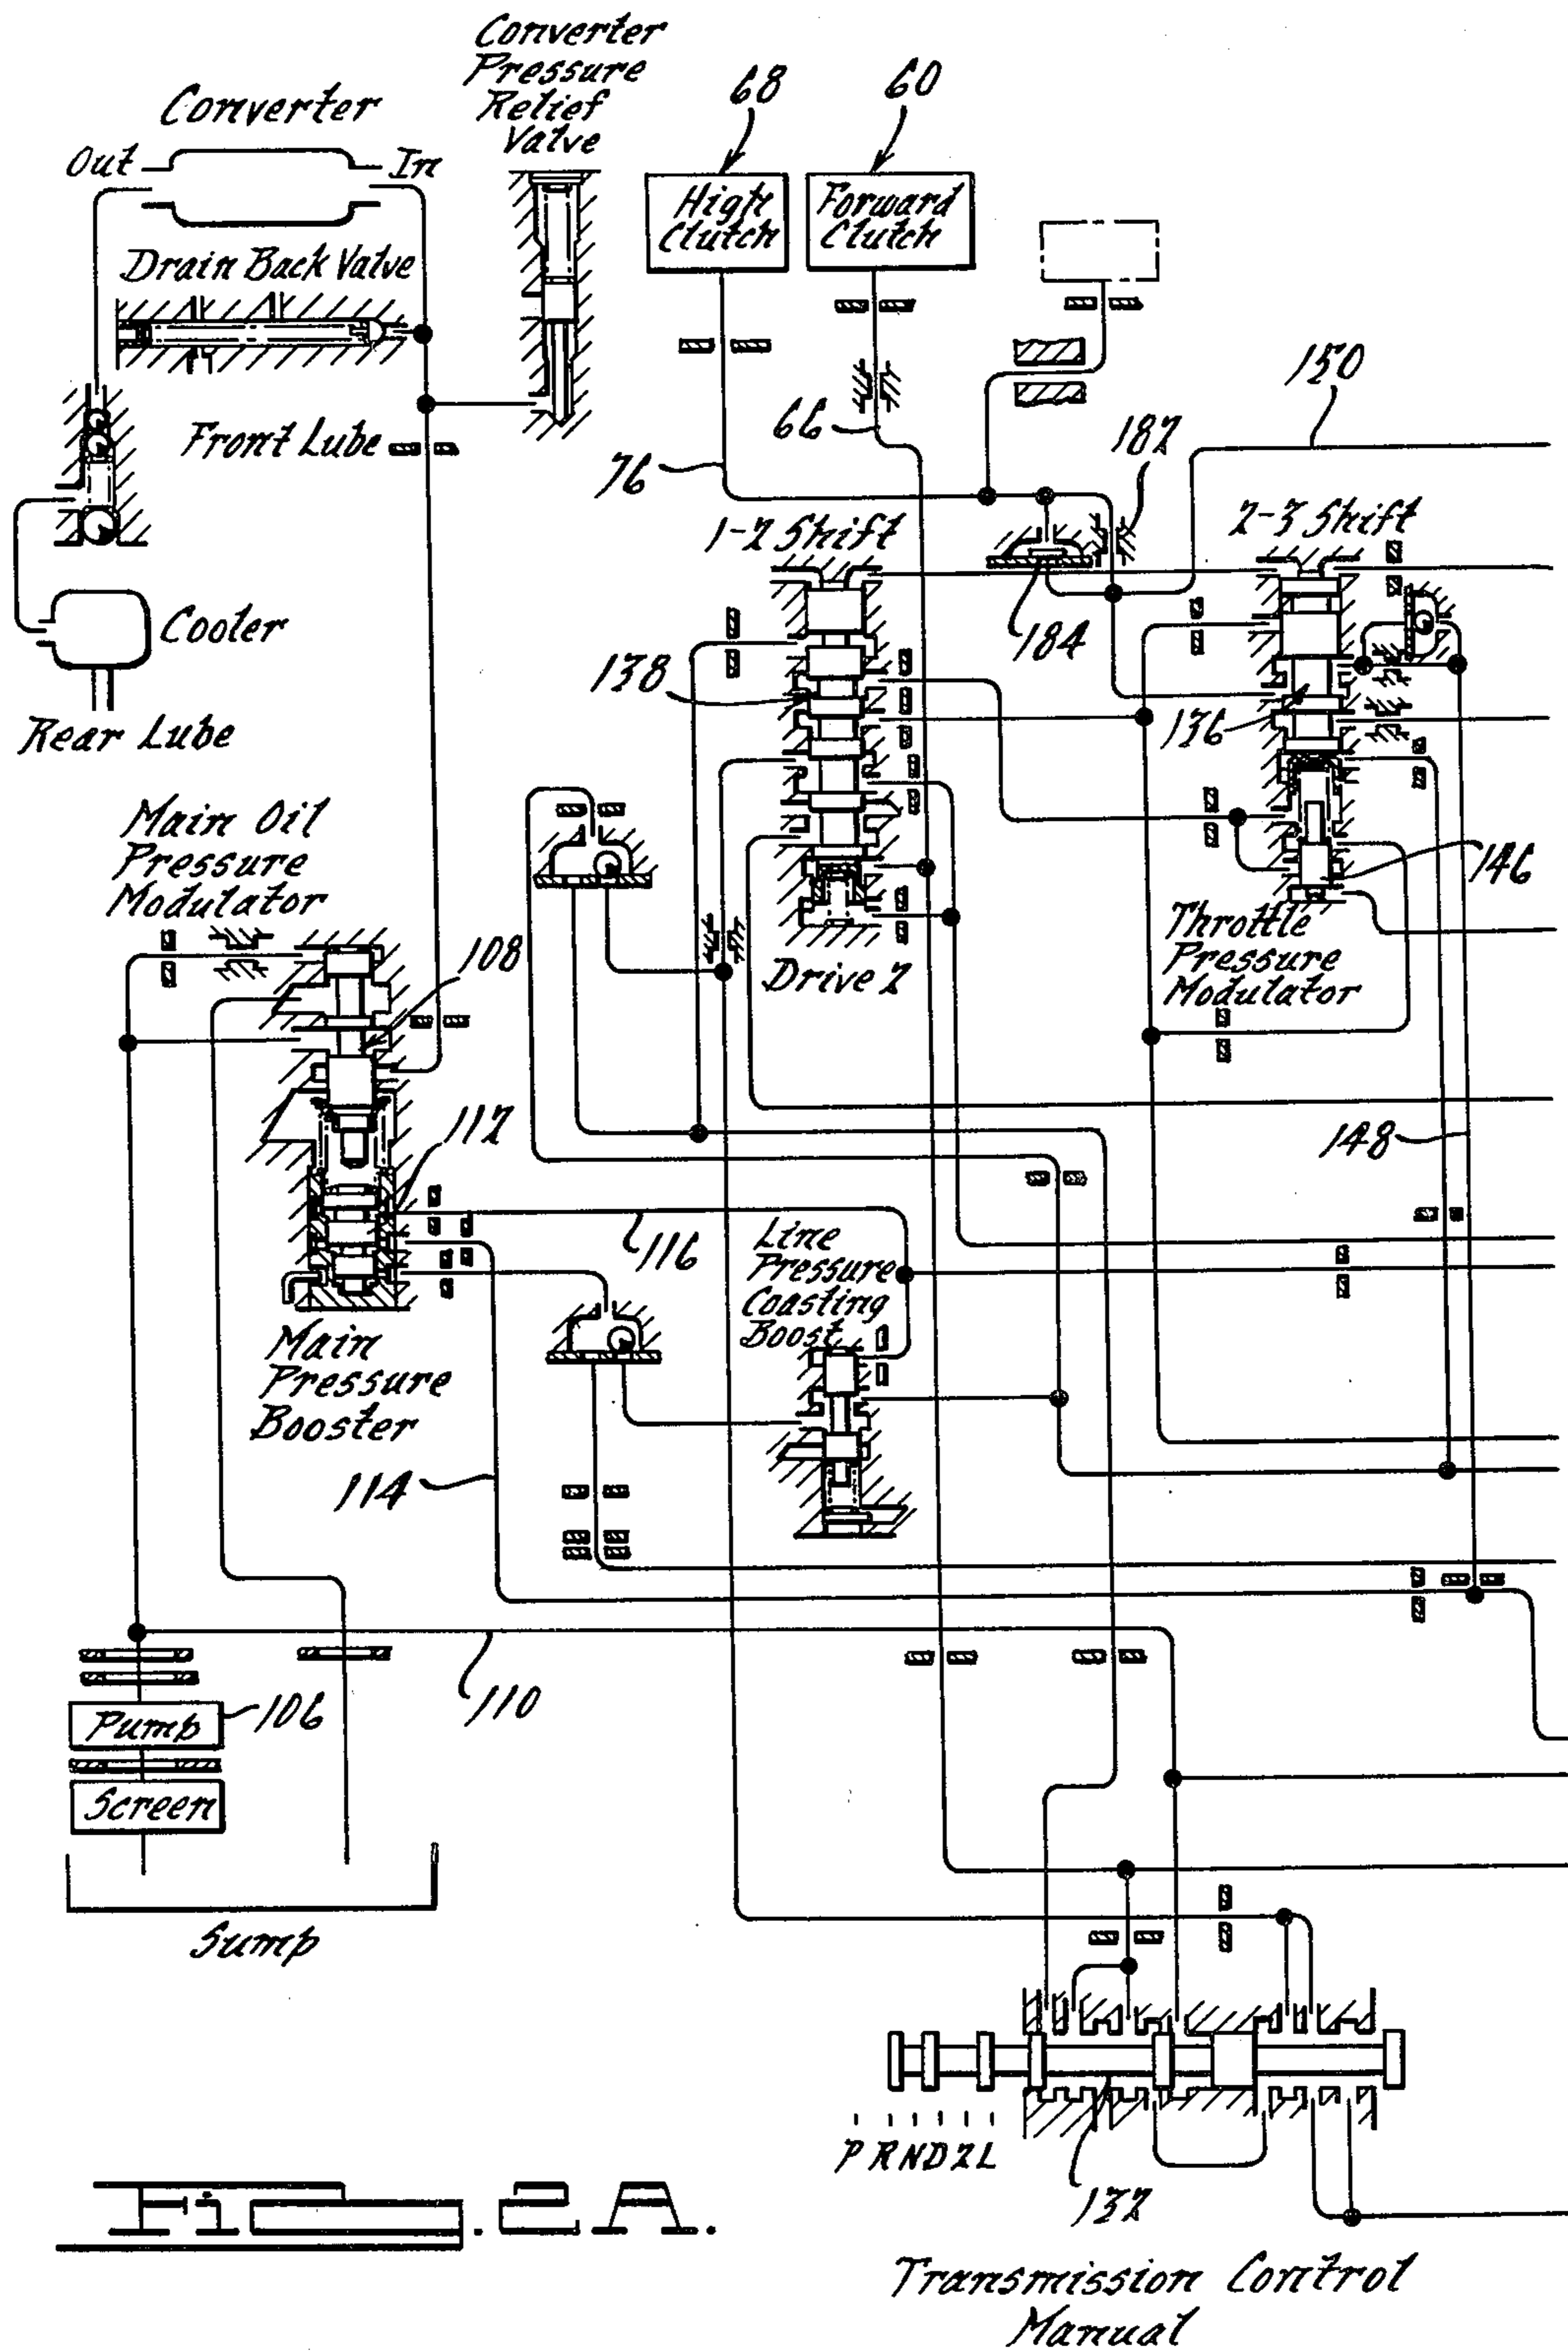 Converter
Pressure
Relief
Valve
68
60
Converter
Out
In
High
Clutch
Forward
Clutch
Drain Back Valve
150
Front Lube
66
182
76
1-2 Shift
2-3 Shift
Cooler
184
138
136
Rear Lube
Main Oil
Pressure
Modulator
146
Throttle
Pressure
Modulator
108
Drive 2
112
148
116
Line
Pressure
Coasting
Boost
Main
Pressure
Booster
114
110
106
Pump
Screen
Sump
P R N D 2 L
132
FIG. 2A.
Transmission Control
Manual